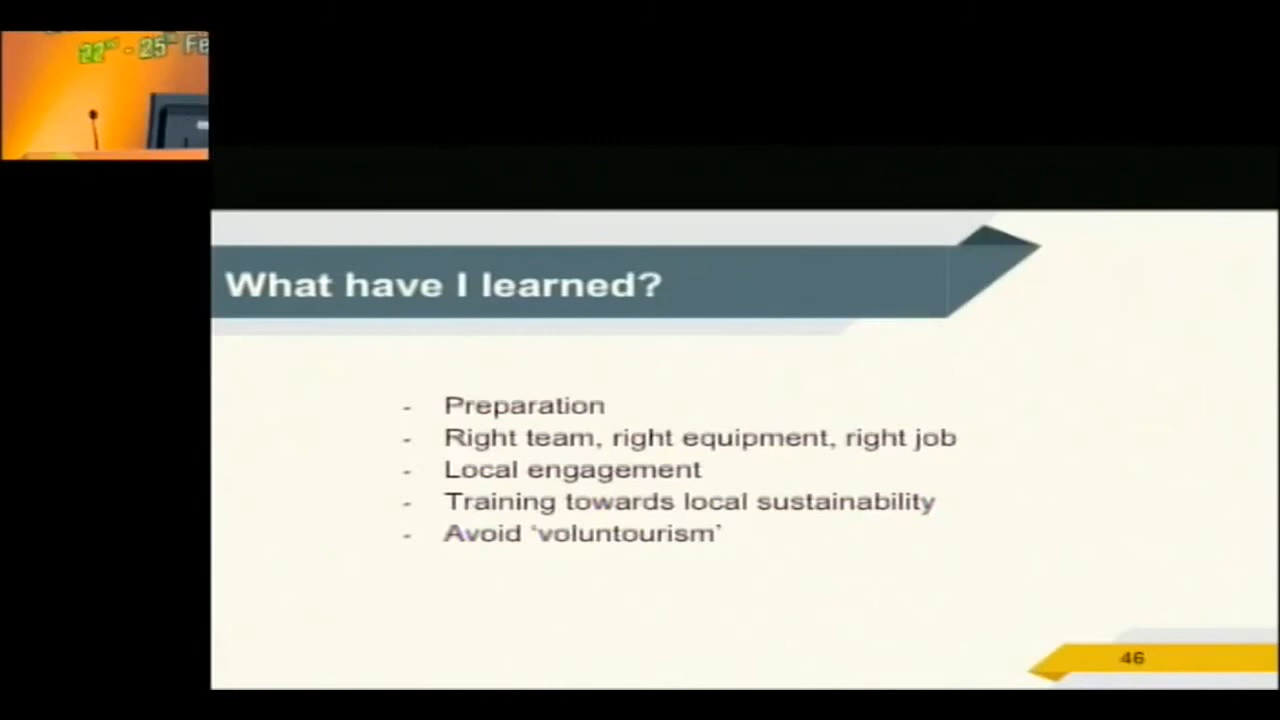 22nd - 25th Fe
What have I learned?
- Preparation
- Right team, right equipment, right job
- Local engagement
- Training towards local sustainability
- Avoid ‘voluntourism’
46